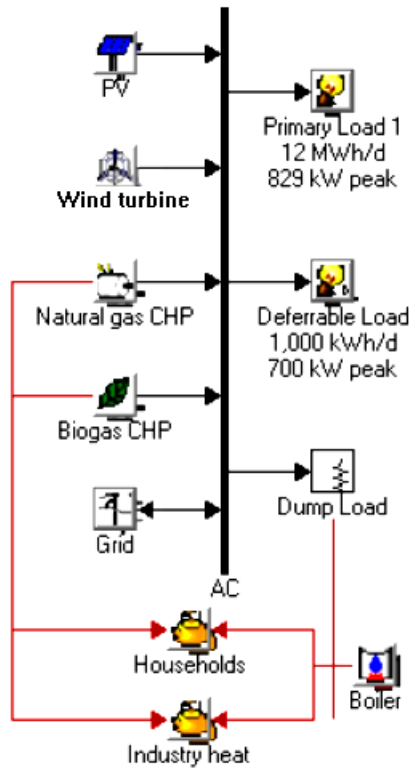 PV
Primary Load 1
12 MWh/d
829 kW peak
Wind turbine
Natural gas CHP
Deferrable Load
1,000 kWh/d
700 kW peak
Biogas CHP
Grid
Dump Load
AC
Households
Boiler
Industry heat